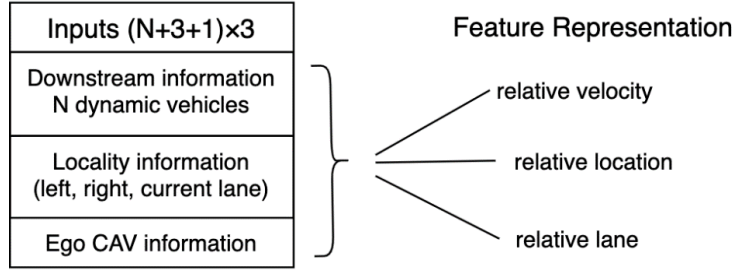 Inputs (N+3+1)×3
Downstream information
N dynamic vehicles
Locality information
(left, right, current lane)
Ego CAV information
Feature Representation
relative velocity
relative location
relative lane